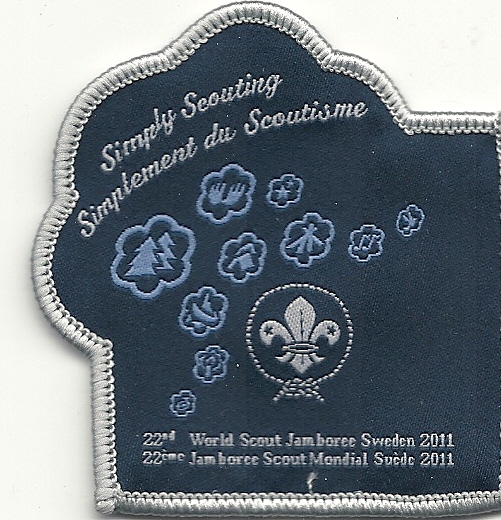 Simply Scouting
Simplement du Scoutisme
22nd World Scout Jamboree Sweden 2011
22ème Jamboree Scout Mondial Suède 2011